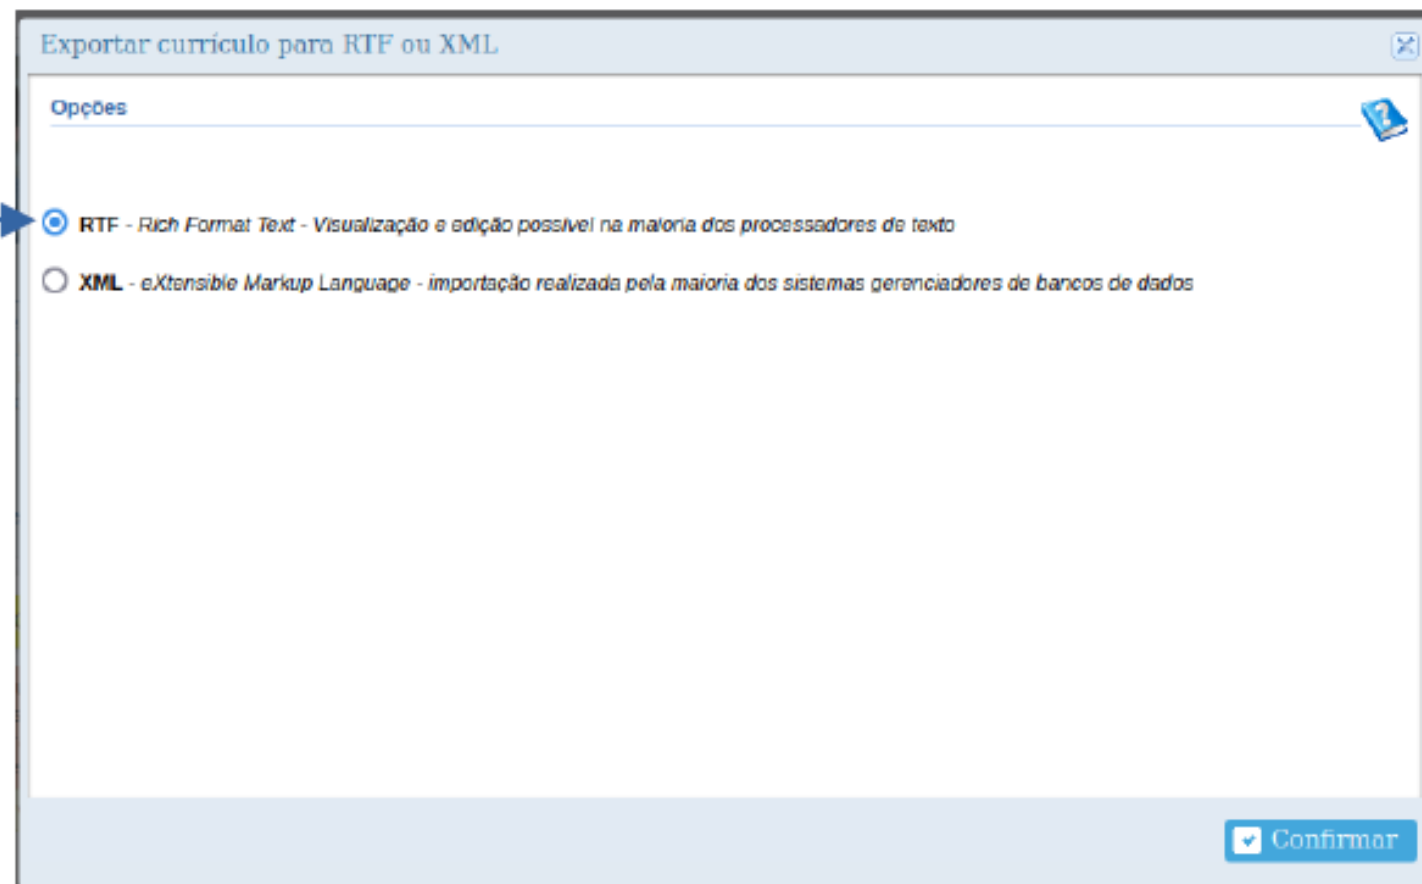 Exportar currículo para RTF ou XML
Opções
RTF - Rich Format Text - Visualização e edição possível na maioria dos processadores de texto
XML - eXtensible Markup Language - importação realizada pela maioria dos sistemas gerenciadores de bancos de dados
Confirmar